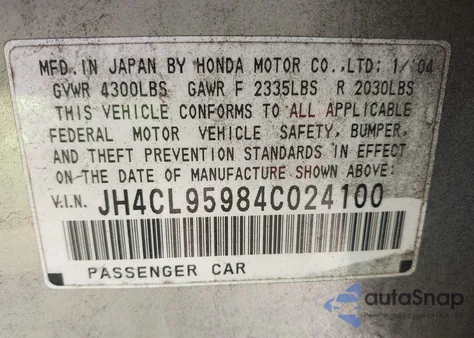 MFD. IN JAPAN BY HONDA MOTOR CO.,LTD: 1/'04
GVWR 4300LBS GAWR F 2335LBS R 2030LBS
THIS VEHICLE CONFORMS TO ALL APPLICABLE
FEDERAL MOTOR VEHICLE SAFETY, BUMPER,
AND THEFT PREVENTION STANDARDS IN EFFECT
ON THE DATE OF MANUFACTURE SHOWN ABOVE:
V.I.N. JH4CL95984C024100
PASSENGER CAR
autaSnap